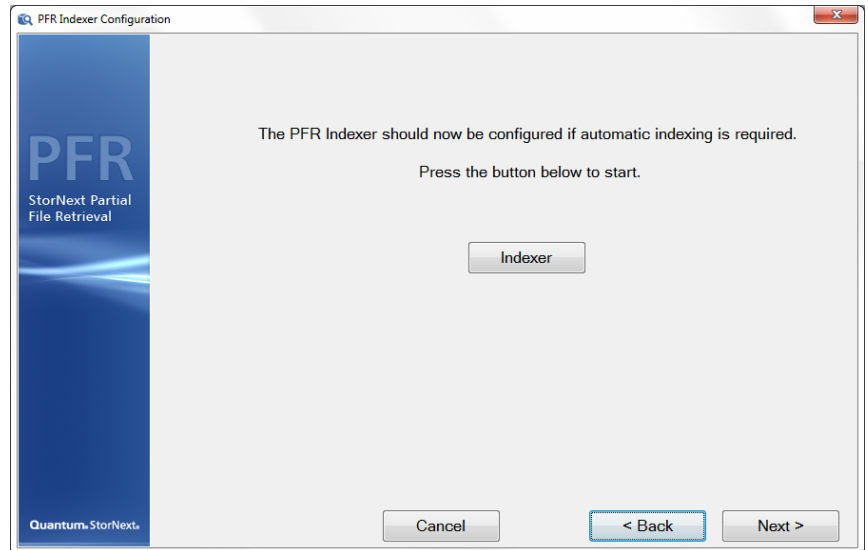 PFR Indexer Configuration
PFR
StorNext Partial
File Retrieval
The PFR Indexer should now be configured if automatic indexing is required.
Press the button below to start.
Indexer
Quantum. StorNext.
Cancel
< Back
Next >